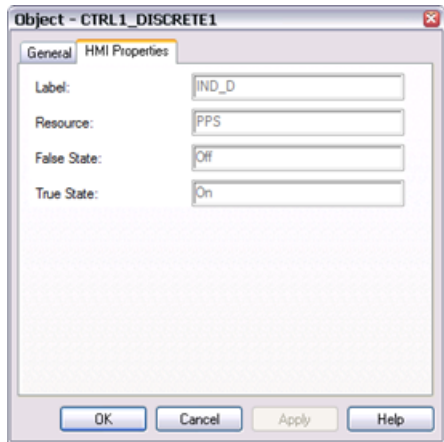 Object - CTRL1_DISCRETE1
General HMI Properties
Label: IND_D
Resource: PPS
False State: Off
True State: On
OK Cancel Apply Help